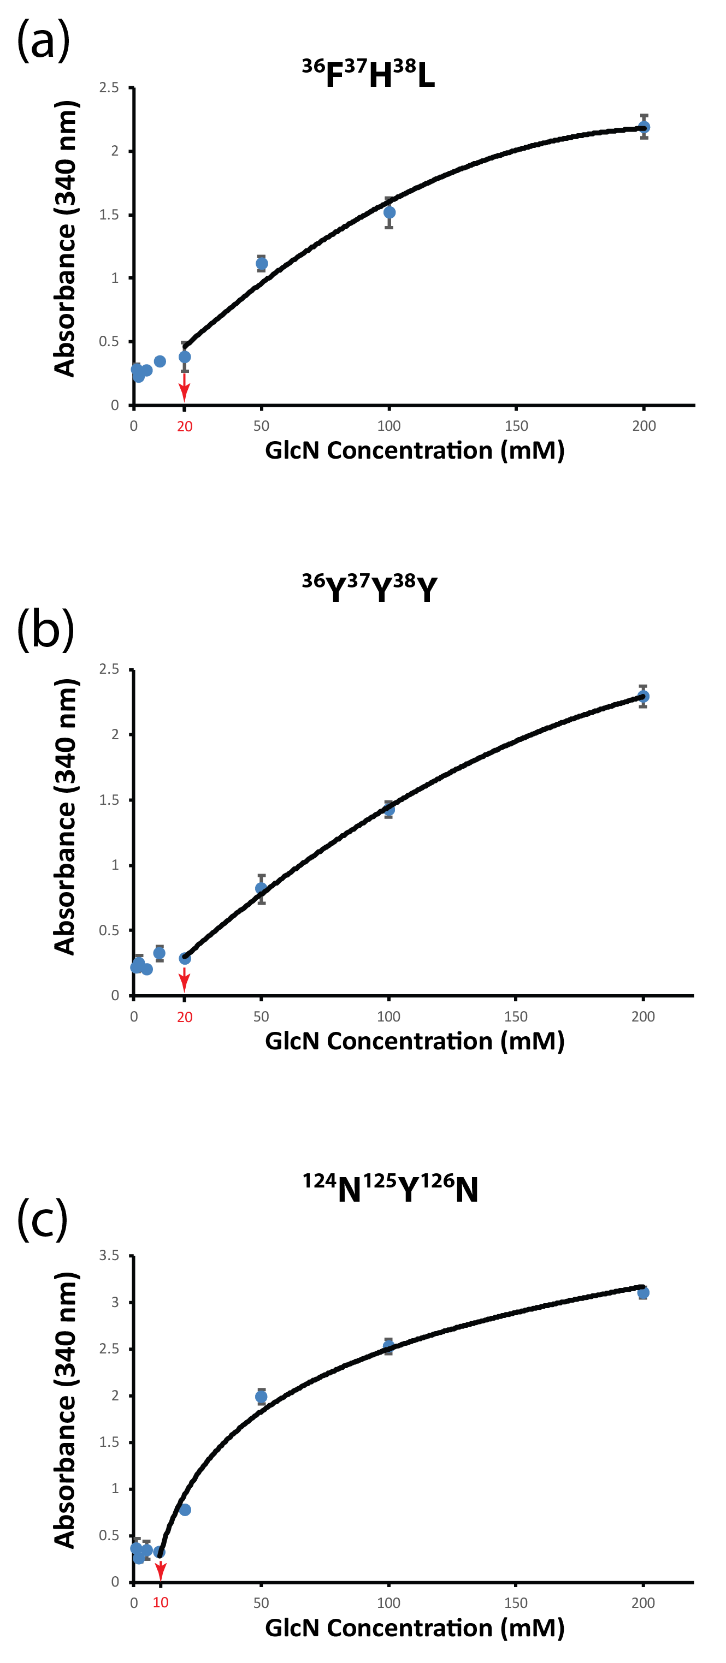 (a)
³⁶F³⁷H³⁸L
Absorbance (340 nm)
2.5
2
1.5
1
0.5
0
0 20 50 100 150 200
GlcN Concentration (mM)
(b)
³⁶Y³⁷Y³⁸Y
Absorbance (340 nm)
2.5
2
1.5
1
0.5
0
0 20 50 100 150 200
GlcN Concentration (mM)
(c)
¹²⁴N¹²⁵Y¹²⁶N
Absorbance (340 nm)
3.5
3
2.5
2
1.5
1
0.5
0
0 10 50 100 150 200
GlcN Concentration (mM)